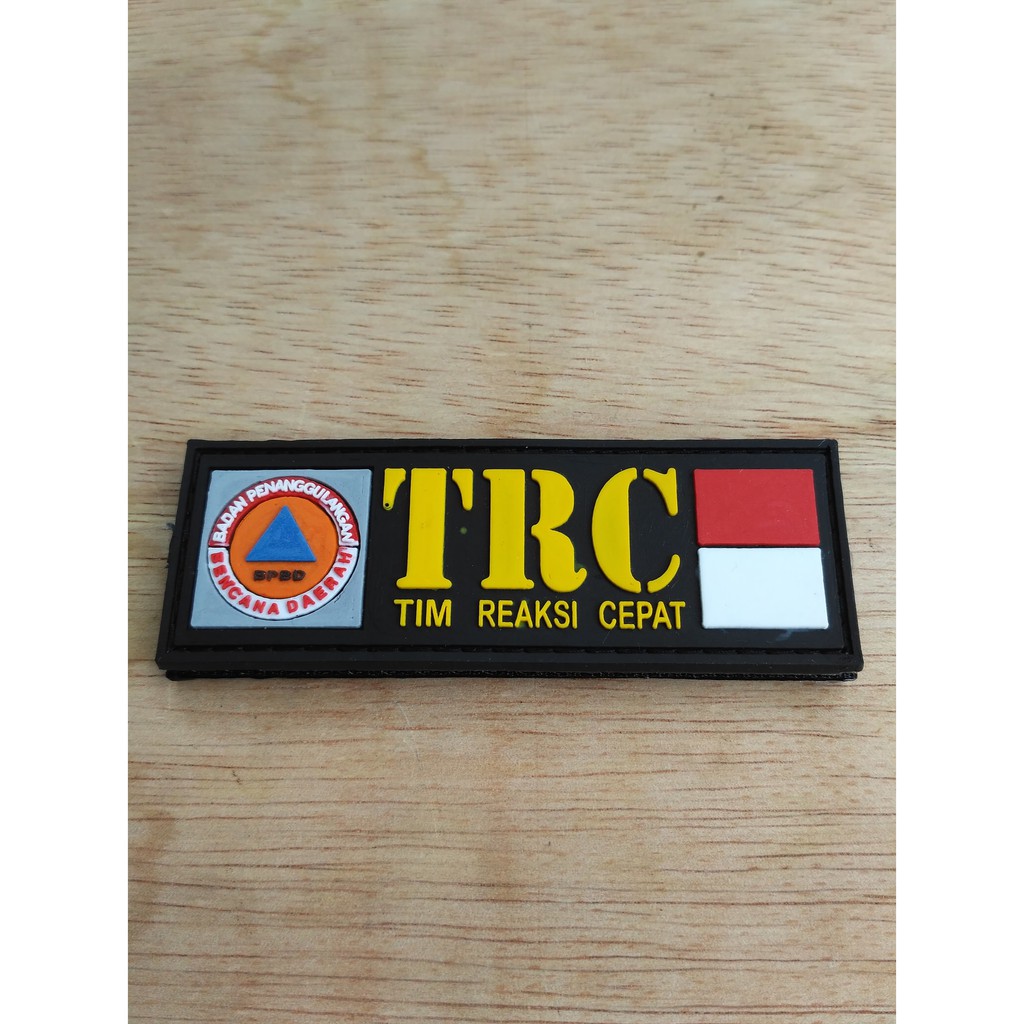 BADAN PENANGGULANGAN
BENCANA DAERAH
BPBD
TRC
TIM REAKSI CEPAT